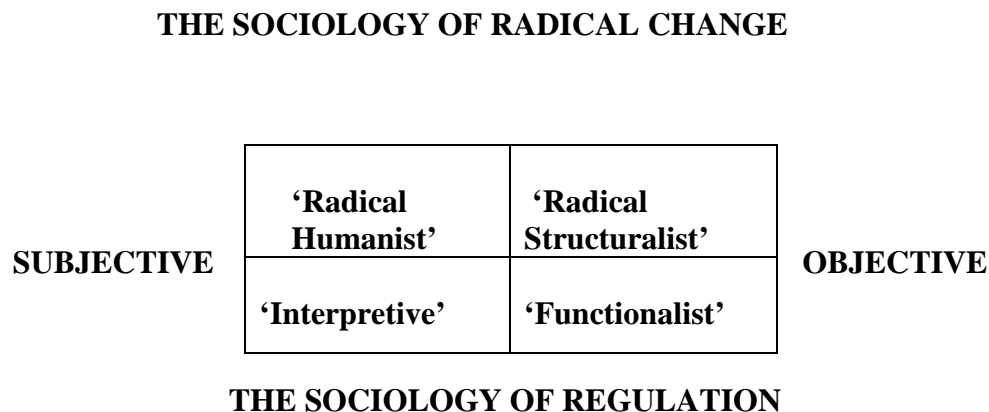 THE SOCIOLOGY OF RADICAL CHANGE
‘Radical
Humanist’
‘Radical
Structuralist’
SUBJECTIVE
OBJECTIVE
‘Interpretive’
‘Functionalist’
THE SOCIOLOGY OF REGULATION